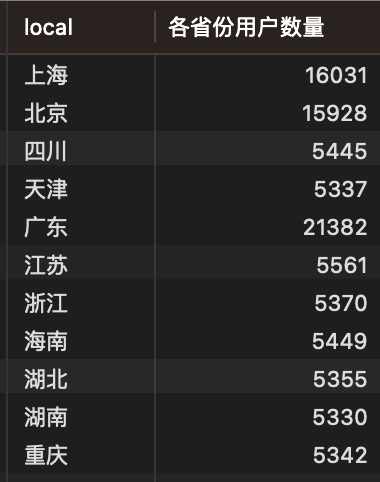 local 各省份用户数量
上海 16031
北京 15928
四川 5445
天津 5337
广东 21382
江苏 5561
浙江 5370
海南 5449
湖北 5355
湖南 5330
重庆 5342